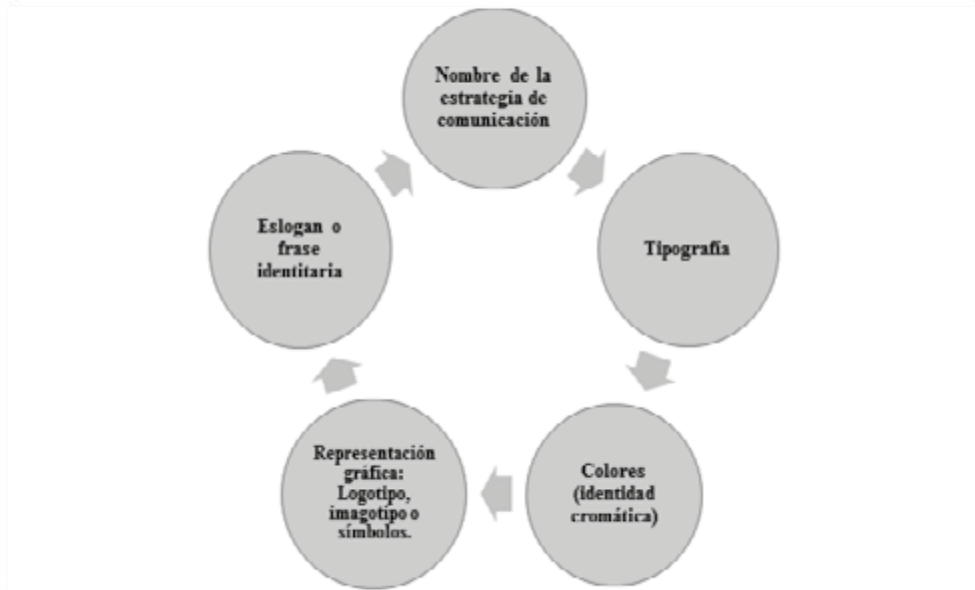 Nombre de la
estrategia de
comunicación
Tipografía
Colores
(identidad
cromática)
Representación
gráfica:
Logotipo,
imagotipo o
símbolos.
Eslogan o
frase
identitaria